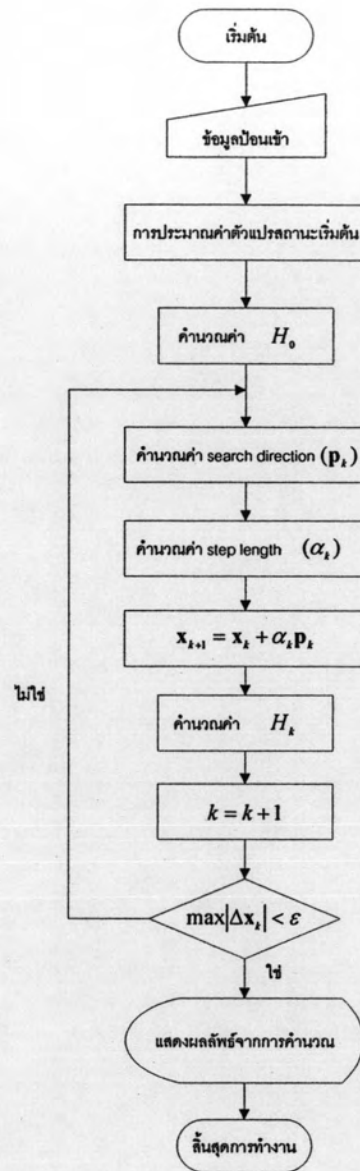 เริ่มต้น
ข้อมูลป้อนเข้า
การประมาณค่าตัวแปรสถานะเริ่มต้น
คำนวณค่า H₀
คำนวณค่า search direction (pₖ)
คำนวณค่า step length (αₖ)
xₖ₊₁ = xₖ + αₖpₖ
ไม่ใช่
คำนวณค่า Hₖ
k = k+1
max|Δxₖ| < ε
ใช่
แสดงผลลัพธ์จากการคำนวณ
สิ้นสุดการทำงาน